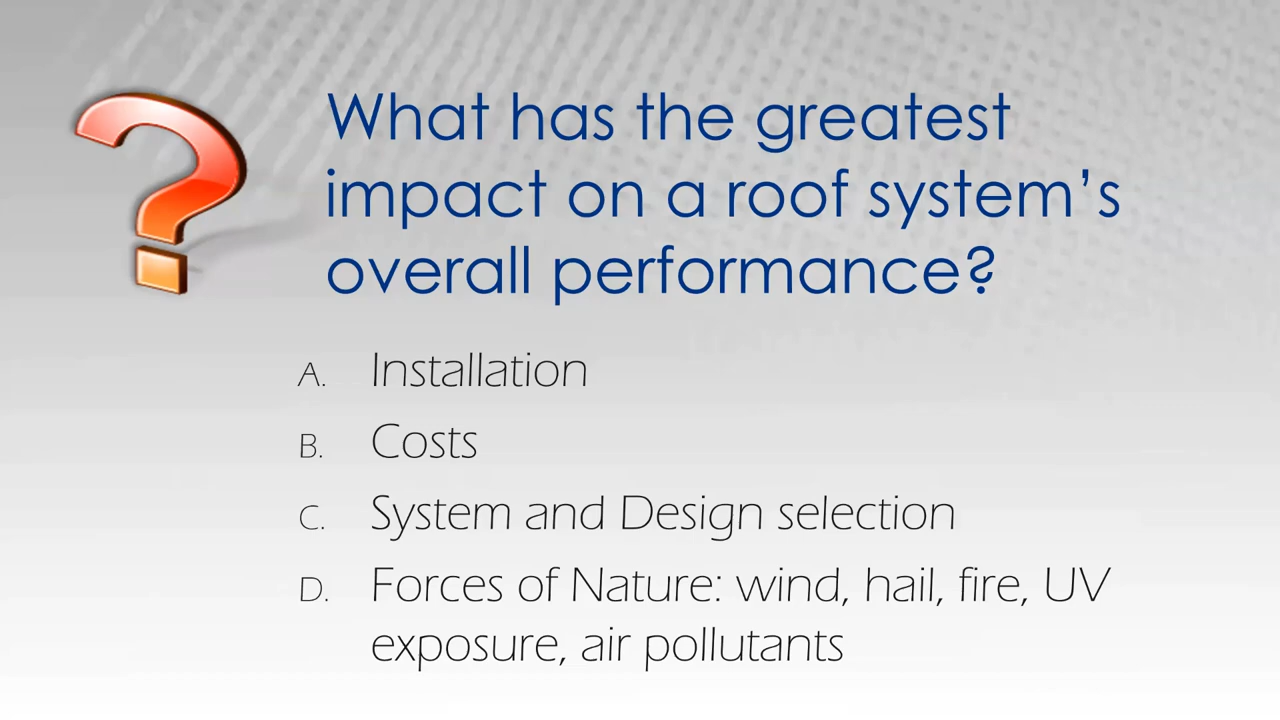 What has the greatest
impact on a roof system’s
overall performance?
A. Installation
B. Costs
C. System and Design selection
D. Forces of Nature: wind, hail, fire, UV
exposure, air pollutants